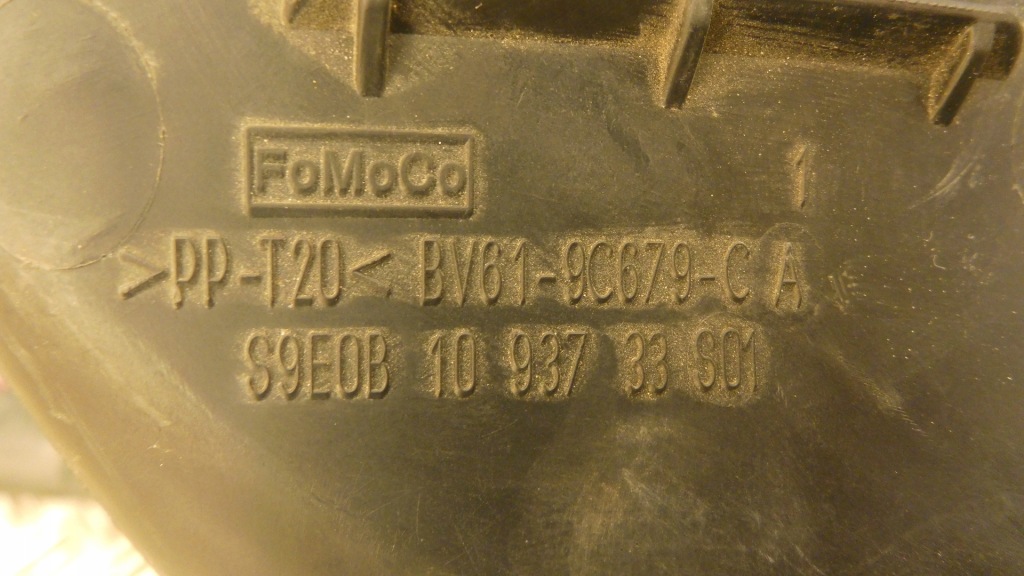 FoMoCo
1
>PP-T20< BV61-9C679-C A
S9E0B 10 937 33 S01